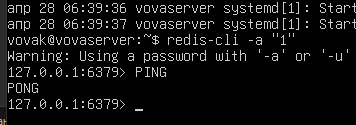 апр 28 06:39:36 vovaserver systemd[1]: Start
апр 28 06:39:43 vovaserver systemd[1]: Start
vovak@vovaserver:~$ redis-cli -a "1"
Warning: Using a password with '-a' or '-u'
127.0.0.1:6379> PING
PONG
127.0.0.1:6379> _